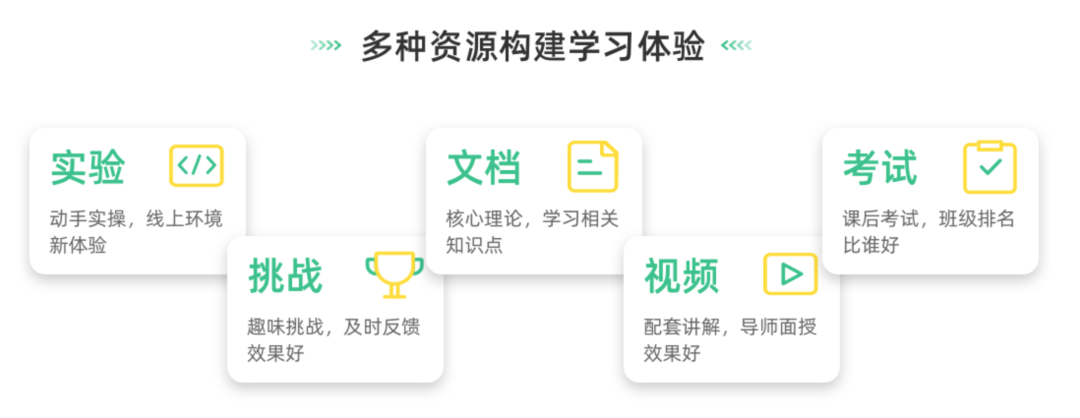 多种资源构建学习体验
实验
动手实操，线上环境
新体验
挑战
趣味挑战，及时反馈
效果好
文档
核心理论，学习相关
知识点
视频
配套讲解，导师面授
效果好
考试
课后考试，班级排名
比谁好